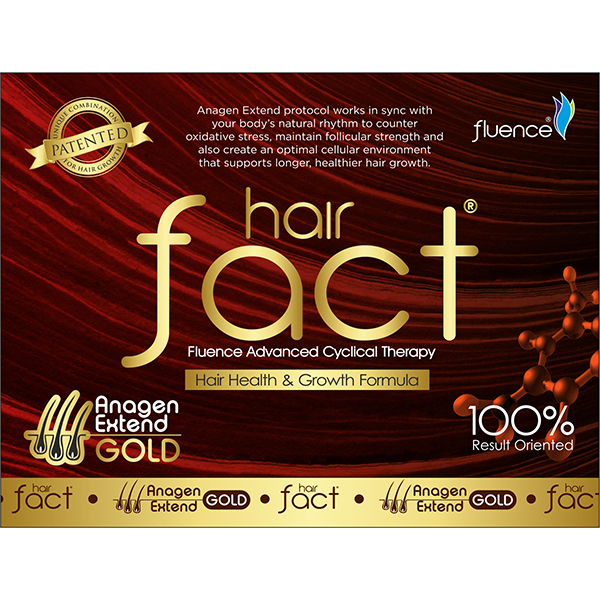 UNIQUE COMBINATION
PATENTED
FOR HAIR GROWTH
Anagen Extend protocol works in sync with
your body's natural rhythm to counter
oxidative stress, maintain follicular strength and
also create an optimal cellular environment
that supports longer, healthier hair growth.
fluence®
hair
fact®
Fluence Advanced Cyclical Therapy
Hair Health & Growth Formula
Anagen
Extend
GOLD
100%
Result Oriented
hair
fact • Anagen Extend GOLD • hair fact • Anagen Extend GOLD • hair fac